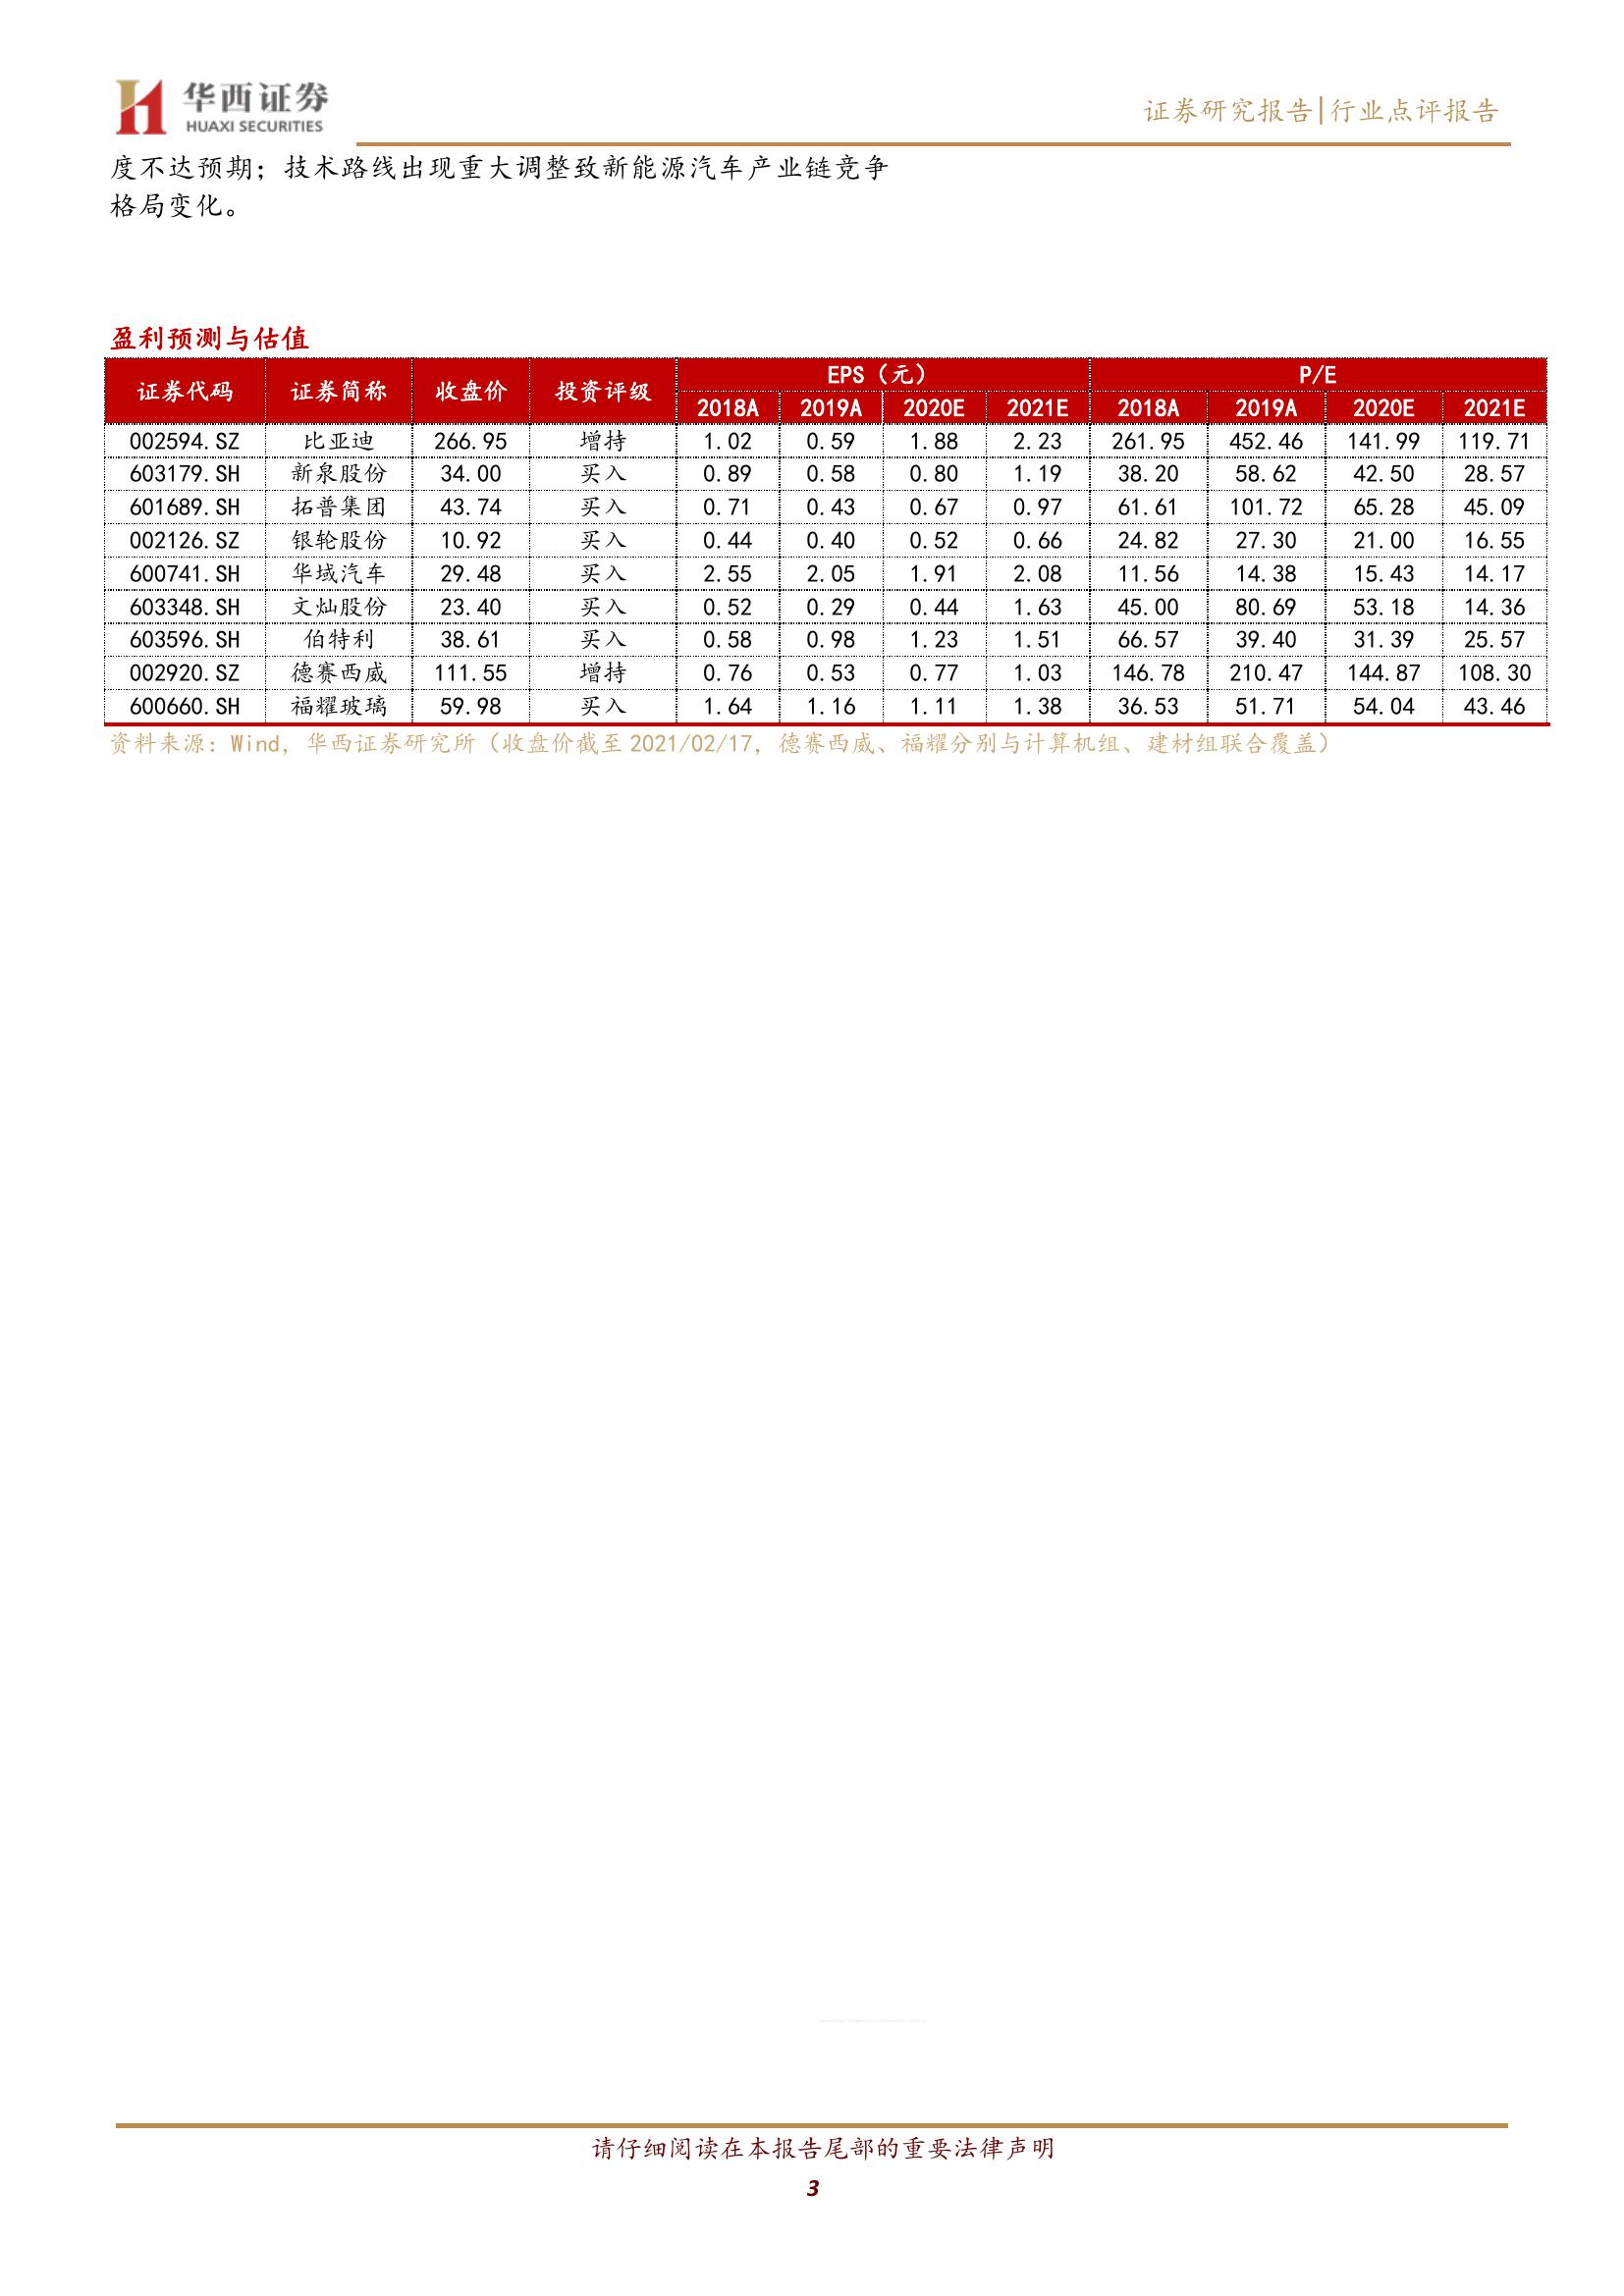 华西证券
HUAXI SECURITIES
证券研究报告|行业点评报告
度不达预期；技术路线出现重大调整致新能源汽车产业链竞争
格局变化。
盈利预测与估值
证券代码 证券简称 收盘价 投资评级 EPS（元） P/E
2018A 2019A 2020E 2021E 2018A 2019A 2020E 2021E
002594.SZ 比亚迪 266.95 增持 1.02 0.59 1.88 2.23 261.95 452.46 141.99 119.71
603179.SH 新泉股份 34.00 买入 0.89 0.58 0.80 1.19 38.20 58.62 42.50 28.57
601689.SH 拓普集团 43.74 买入 0.71 0.43 0.67 0.97 61.61 101.72 65.28 45.09
002126.SZ 银轮股份 10.92 买入 0.44 0.40 0.52 0.66 24.82 27.30 21.00 16.55
600741.SH 华域汽车 29.48 买入 2.55 2.05 1.91 2.08 11.56 14.38 15.43 14.17
603348.SH 文灿股份 23.40 买入 0.52 0.29 0.44 1.63 45.00 80.69 53.18 14.36
603596.SH 伯特利 38.61 买入 0.58 0.98 1.23 1.51 66.57 39.40 31.39 25.57
002920.SZ 德赛西威 111.55 增持 0.76 0.53 0.77 1.03 146.78 210.47 144.87 108.30
600660.SH 福耀玻璃 59.98 买入 1.64 1.16 1.11 1.38 36.53 51.71 54.04 43.46
资料来源：Wind，华西证券研究所（收盘价截至 2021/02/17，德赛西威、福耀分别与计算机组、建材组联合覆盖）
请仔细阅读在本报告尾部的重要法律声明
3